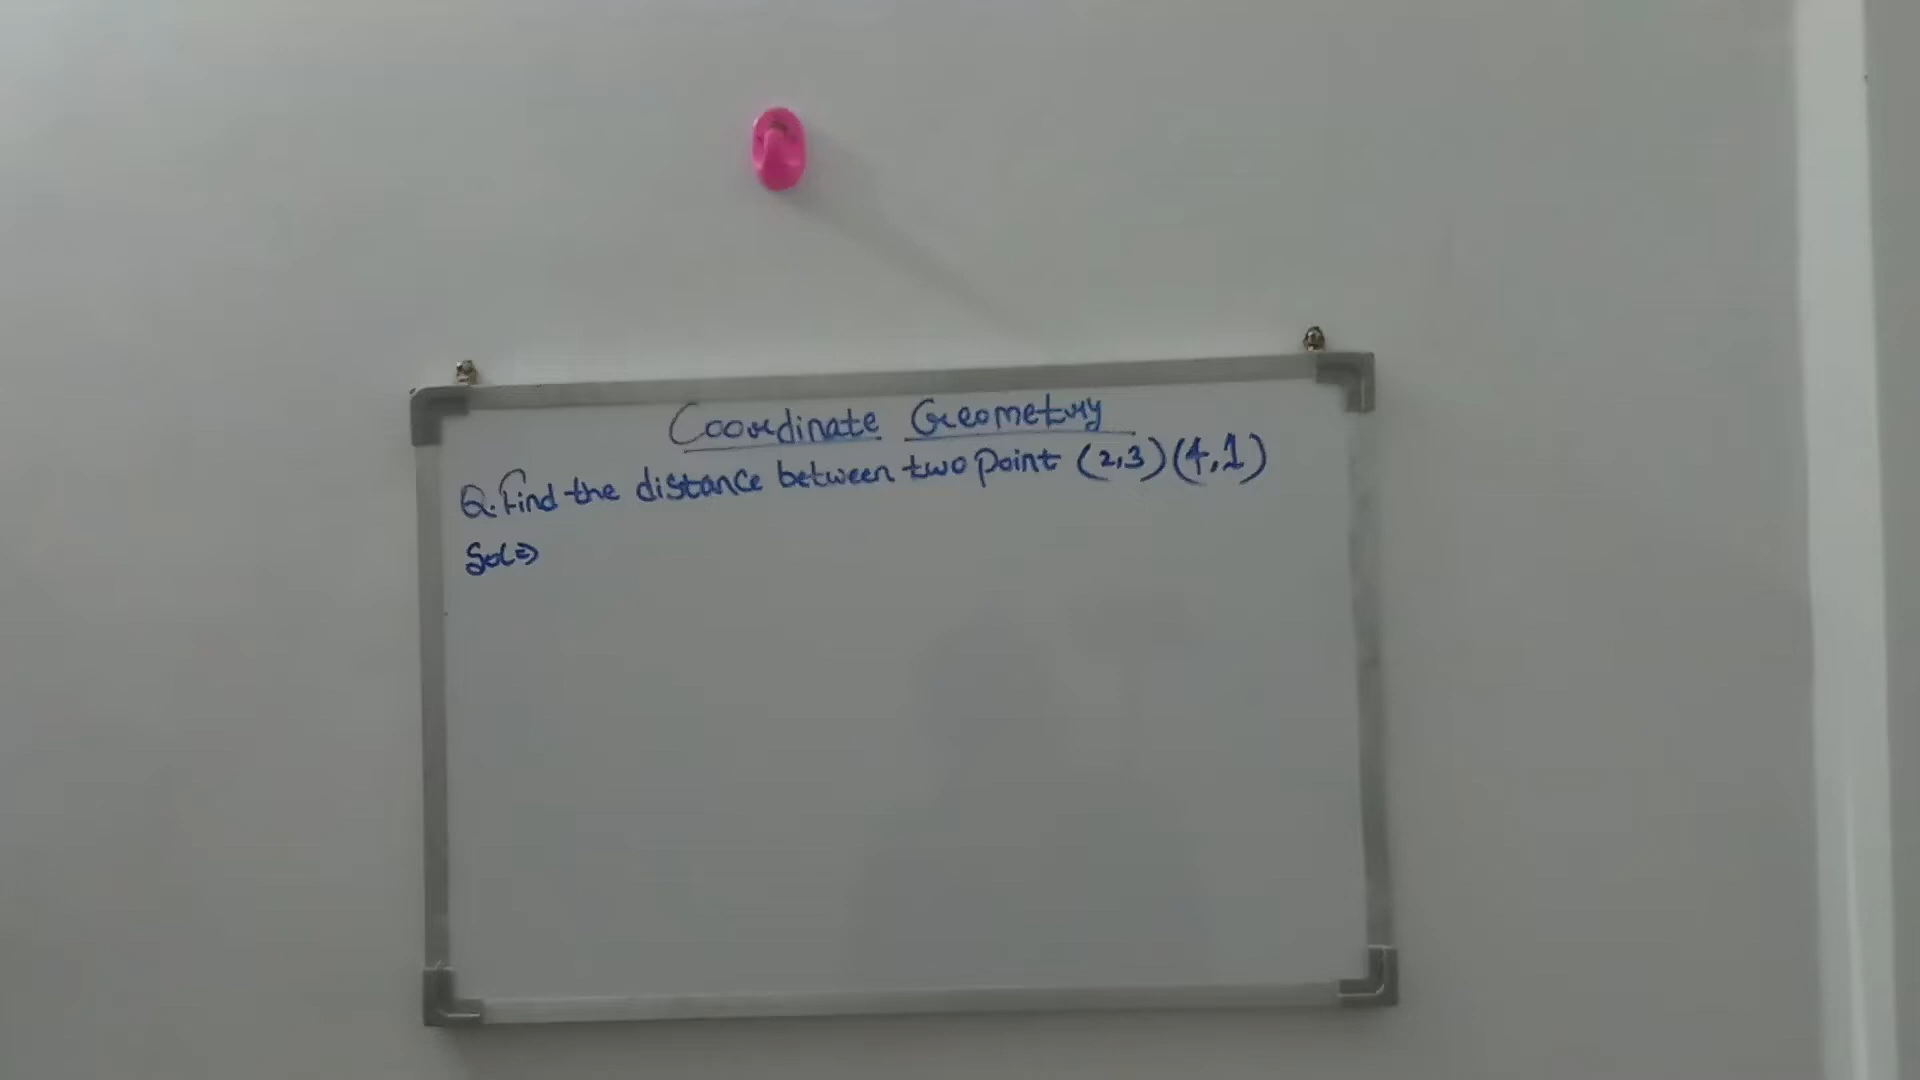 Coordinate Geometry
Q. Find the distance between two point (2,3) (4,1)
Sol⇒